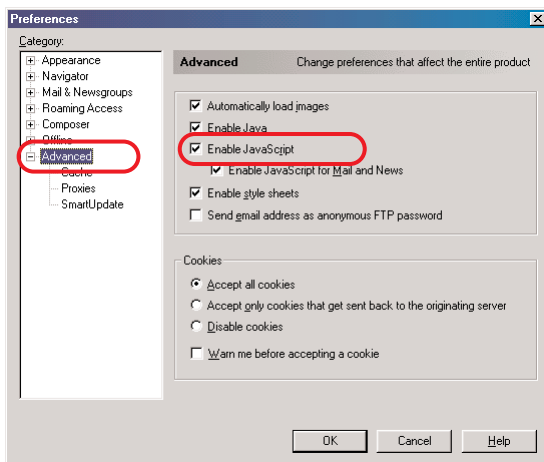 Preferences
Category:
Appearance
Navigator
Mail & Newsgroups
Roaming Access
Composer
Offline
Advanced
Cache
Proxies
SmartUpdate
Advanced Change preferences that affect the entire product
Automatically load images
Enable Java
Enable JavaScript
Enable JavaScript for Mail and News
Enable style sheets
Send email address as anonymous FTP password
Cookies
Accept all cookies
Accept only cookies that get sent back to the originating server
Disable cookies
Warn me before accepting a cookie
OK Cancel Help